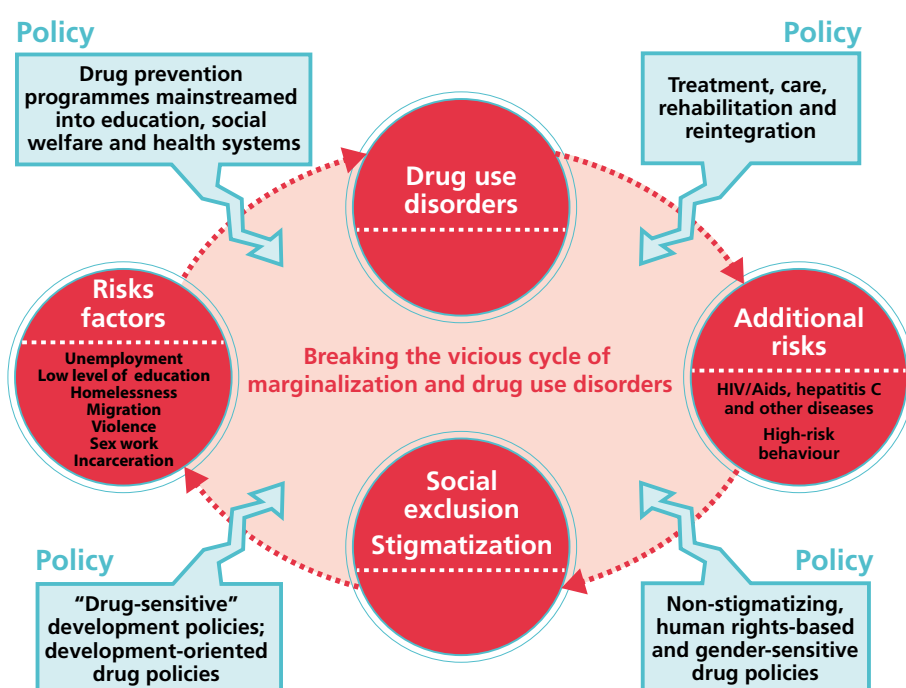 Policy
Drug prevention
programmes mainstreamed
into education, social
welfare and health systems
Policy
Treatment, care,
rehabilitation and
reintegration
Drug use
disorders
Risks
factors
Unemployment
Low level of education
Homelessness
Migration
Violence
Sex work
Incarceration
Breaking the vicious cycle of
marginalization and drug use disorders
Additional
risks
HIV/Aids, hepatitis C
and other diseases
High-risk
behaviour
Social
exclusion
Stigmatization
Policy
“Drug-sensitive”
development policies;
development-oriented
drug policies
Policy
Non-stigmatizing,
human rights-based
and gender-sensitive
drug policies